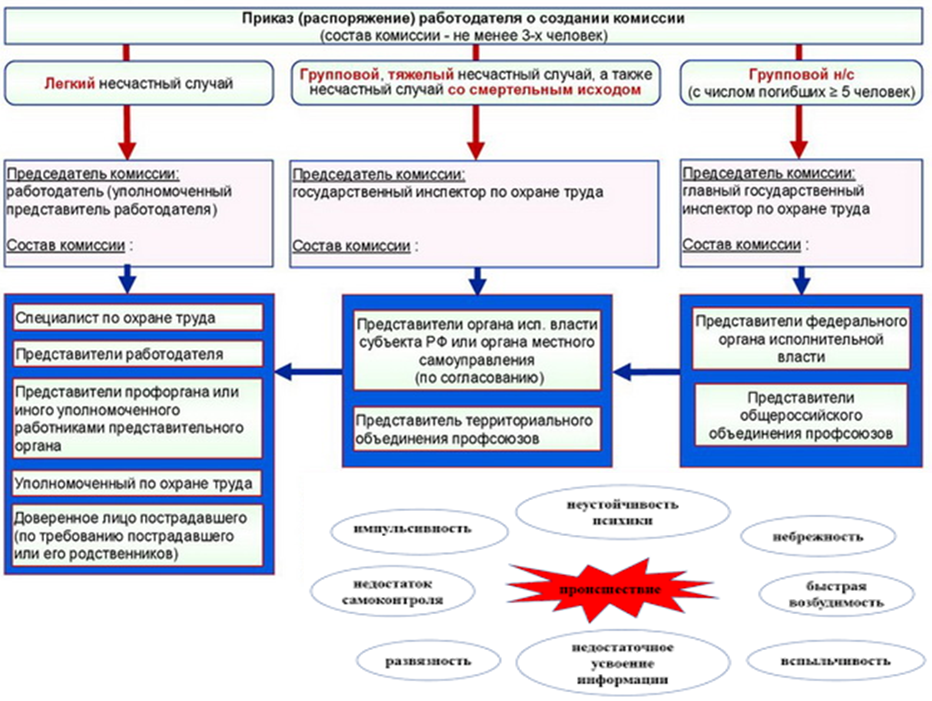 Приказ (распоряжение) работодателя о создании комиссии
(состав комиссии - не менее 3-х человек)
Легкий несчастный случай
Групповой, тяжелый несчастный случай, а также
несчастный случай со смертельным исходом
Групповой н/с
(с числом погибших ≥ 5 человек)
Председатель комиссии:
работодатель (уполномоченный
представитель работодателя)
Состав комиссии :
Председатель комиссии:
государственный инспектор по охране труда
Состав комиссии :
Председатель комиссии:
главный государственный
инспектор по охране труда
Состав комиссии :
Специалист по охране труда
Представители работодателя
Представители профоргана или
иного уполномоченного
работниками представительного
органа
Уполномоченный по охране труда
Доверенное лицо пострадавшего
(по требованию пострадавшего
или его родственников)
Представители органа исп. власти
субъекта РФ или органа местного
самоуправления
(по согласованию)
Представитель территориального
объединения профсоюзов
Представители федерального
органа исполнительной
власти
Представители
общероссийского
объединения профсоюзов
неустойчивость
психики
импульсивность
небрежность
недостаток
самоконтроля
происшествие
быстрая
возбудимость
развязность
недостаточное
усвоение
информации
вспыльчивость